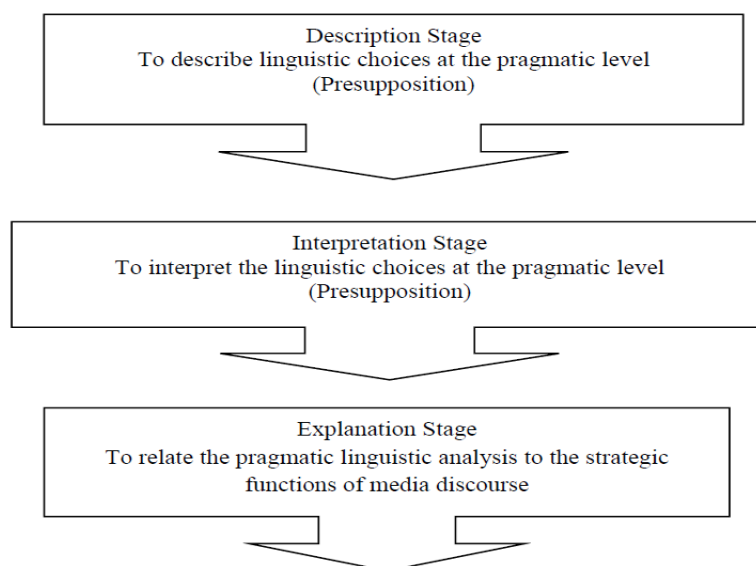 Description Stage
To describe linguistic choices at the pragmatic level
(Presupposition)
Interpretation Stage
To interpret the linguistic choices at the pragmatic level
(Presupposition)
Explanation Stage
To relate the pragmatic linguistic analysis to the strategic
functions of media discourse